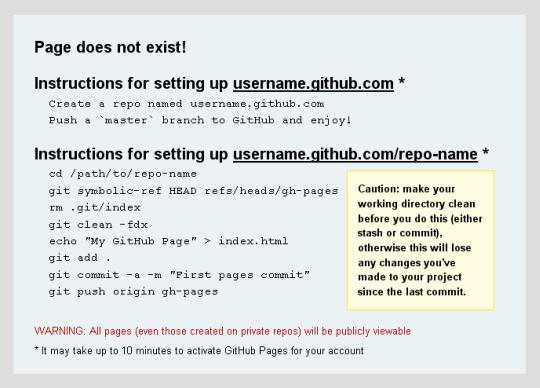 Page does not exist!
Instructions for setting up username.github.com *
Create a repo named username.github.com
Push a `master` branch to GitHub and enjoy!
Instructions for setting up username.github.com/repo-name *
cd /path/to/repo-name
git symbolic-ref HEAD refs/heads/gh-pages
rm .git/index
git clean -fdx
echo "My GitHub Page" > index.html
git add .
git commit -a -m "First pages commit"
git push origin gh-pages
Caution: make your
working directory clean
before you do this (either
stash or commit),
otherwise this will lose
any changes you've
made to your project
since the last commit.
WARNING: All pages (even those created on private repos) will be publicly viewable
* It may take up to 10 minutes to activate GitHub Pages for your account